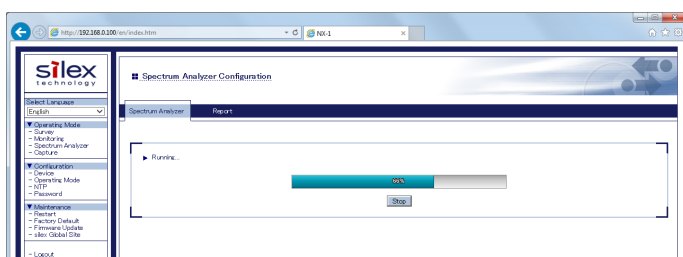 http://192.168.0.100/en/index.htm
NX-1
silex
technology
Select Language
English
▼ Operating Mode
- Survey
- Monitoring
- Spectrum Analyzer
- Capture
▼ Configuration
- Device
- Operating Mode
- NTP
- Password
▼ Maintenance
- Restart
- Factory Default
- Firmware Update
- silex Global Site
- Logout
Spectrum Analyzer Configuration
Spectrum Analyzer Report
Running...
66%
Stop